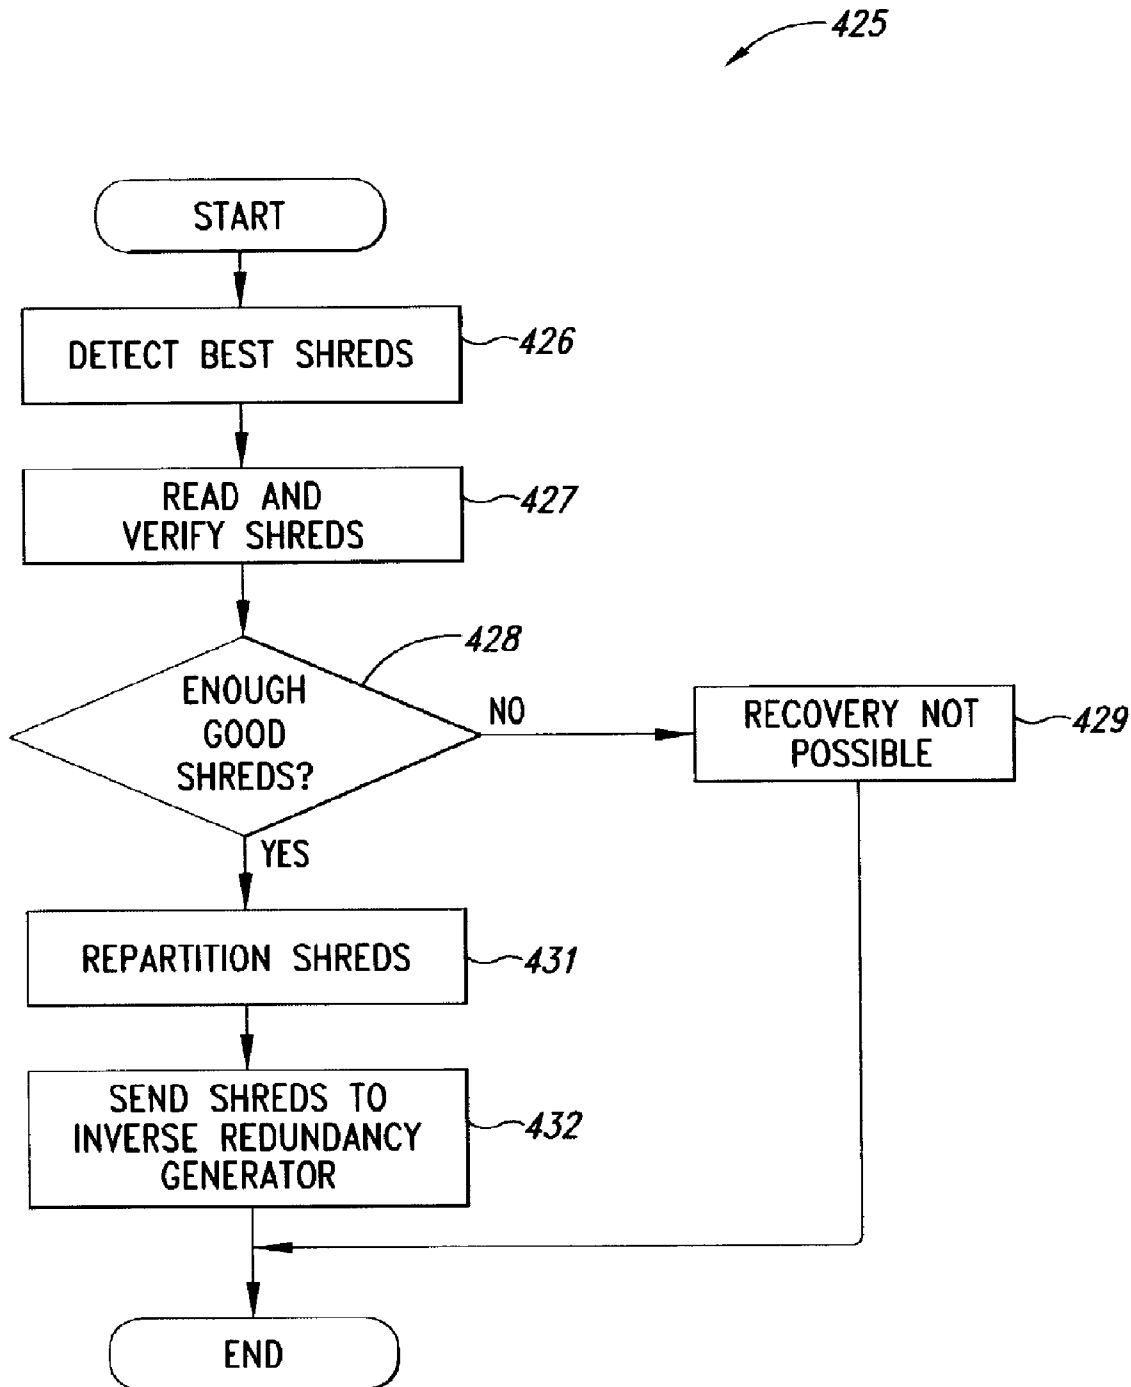 425
START
DETECT BEST SHREDS
426
READ AND
VERIFY SHREDS
427
428
ENOUGH
GOOD
SHREDS?
NO
RECOVERY NOT
POSSIBLE
429
YES
REPARTITION SHREDS
431
SEND SHREDS TO
INVERSE REDUNDANCY
GENERATOR
432
END